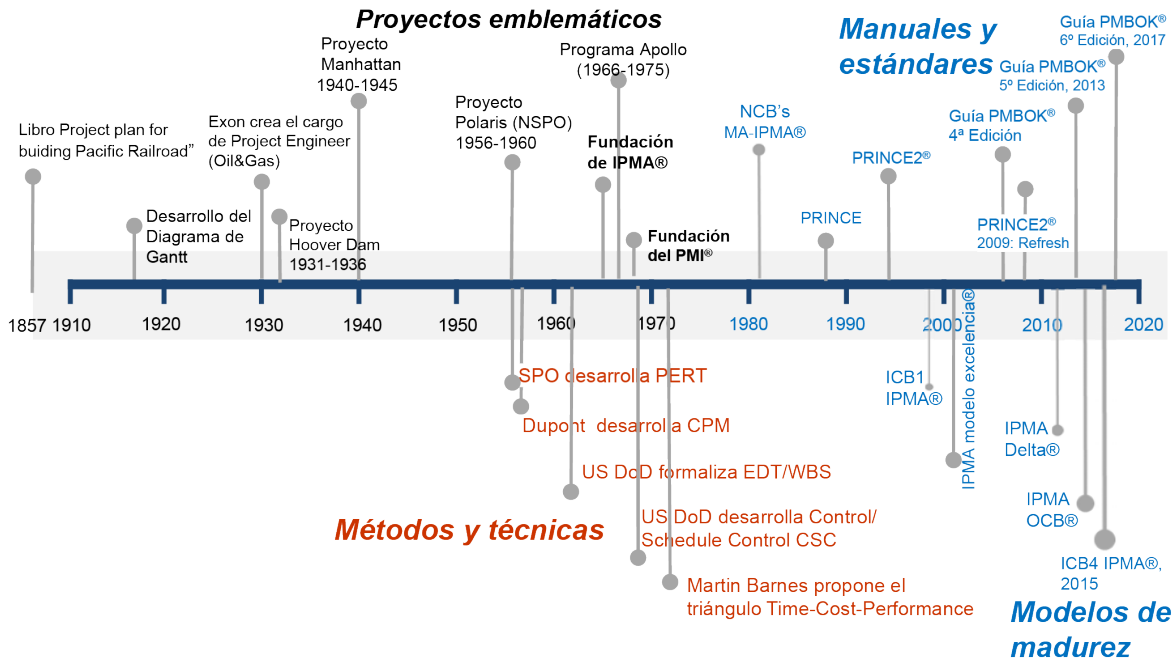 Proyectos emblemáticos
Manuales y
estándares
Guía PMBOK®
6º Edición, 2017
Guía PMBOK®
5º Edición, 2013
Guía PMBOK®
4ª Edición
Proyecto
Manhattan
1940-1945
Programa Apollo
(1966-1975)
Libro Project plan for
buiding Pacific Railroad”
Exon crea el cargo
de Project Engineer
(Oil&Gas)
Proyecto
Polaris (NSPO)
1956-1960
Fundación
de IPMA®
NCB's
MA-IPMA®
PRINCE2®
Desarrollo del
Diagrama de
Gantt
Proyecto
Hoover Dam
1931-1936
Fundación
del PMI®
PRINCE
PRINCE2®
2009: Refresh
1857 1910 1920 1930 1940 1950 1960 1970 1980 1990 2000 2010 2020
SPO desarrolla PERT
Dupont desarrolla CPM
US DoD formaliza EDT/WBS
Métodos y técnicas
US DoD desarrolla Control/
Schedule Control CSC
Martin Barnes propone el
triángulo Time-Cost-Performance
ICB1
IPMA®
IPMA modelo excelencia®
IPMA
Delta®
IPMA
OCB®
ICB4 IPMA®,
2015
Modelos de
madurez